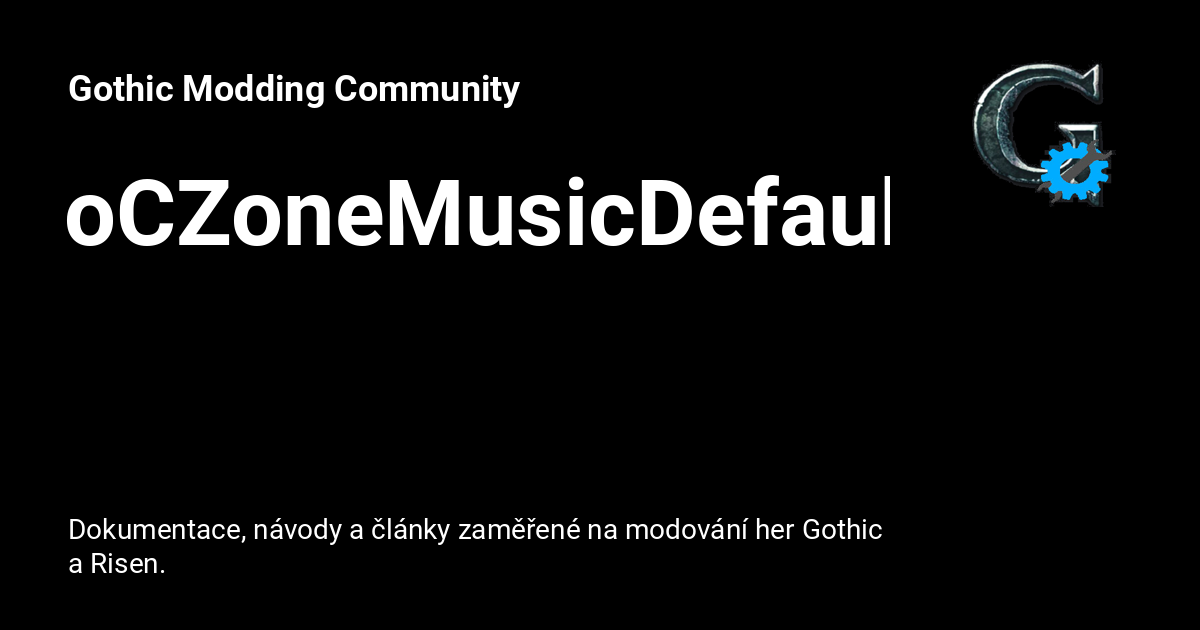 Gothic Modding Community
oCZoneMusicDefaul
Dokumentace, návody a články zaměřené na modování her Gothic
a Risen.